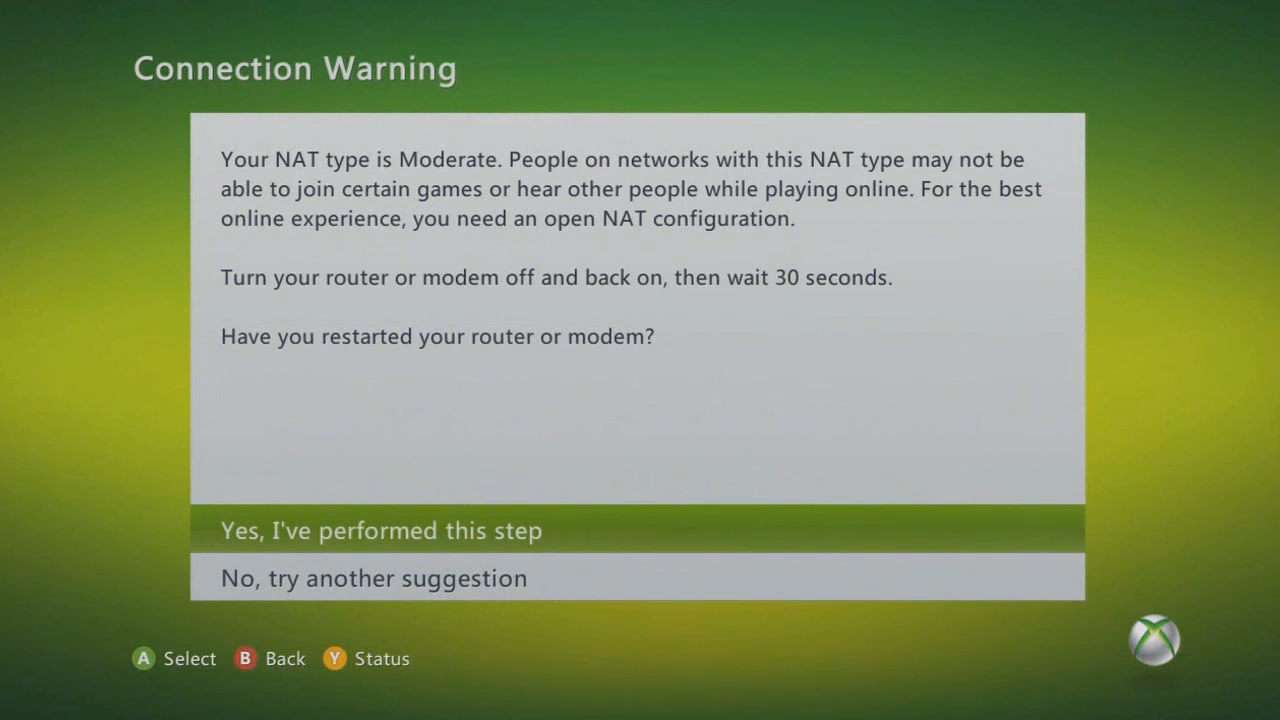 Connection Warning
Your NAT type is Moderate. People on networks with this NAT type may not be
able to join certain games or hear other people while playing online. For the best
online experience, you need an open NAT configuration.
Turn your router or modem off and back on, then wait 30 seconds.
Have you restarted your router or modem?
Yes, I've performed this step
No, try another suggestion
A Select B Back Y Status